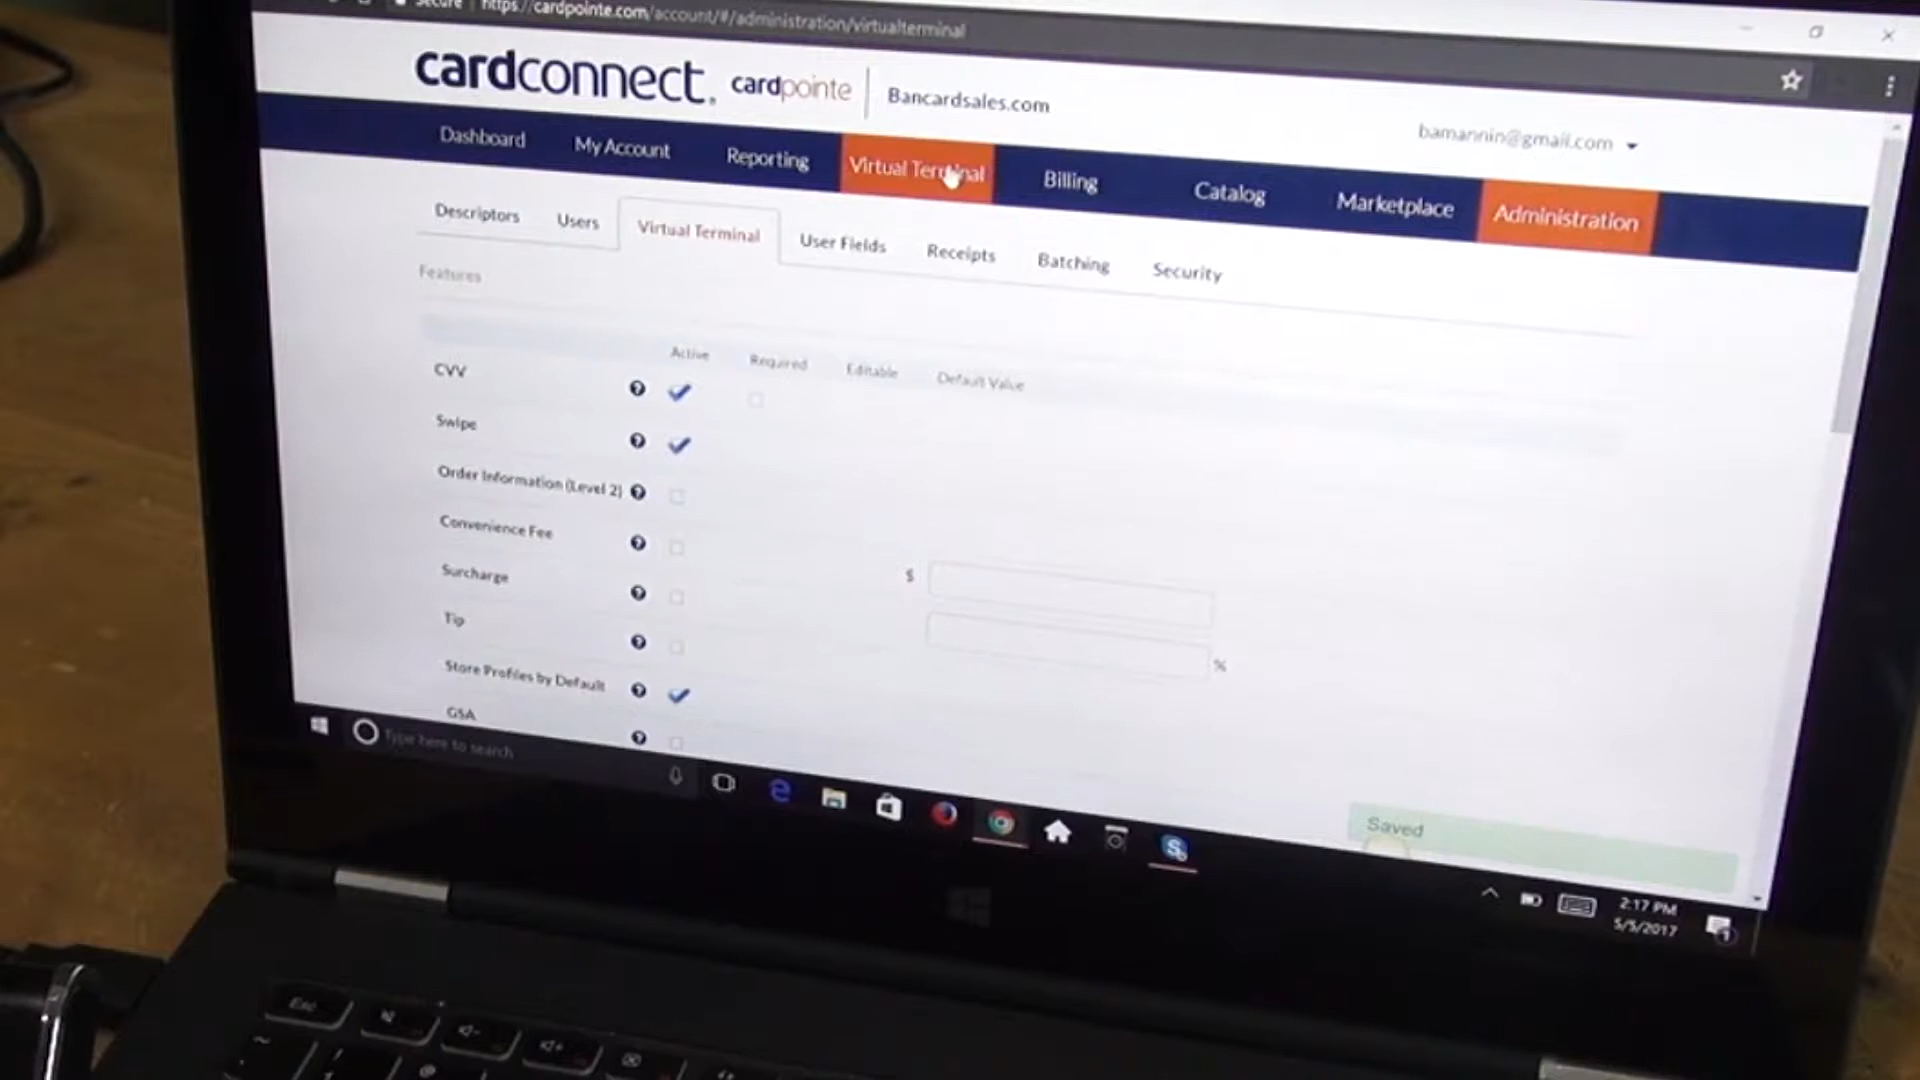 Secure https://cardpointe.com/account/#/administration/virtualterminal
cardconnect. cardpointe Bancardsales.com
bamannin@gmail.com
Dashboard My Account Reporting Virtual Terminal Billing Catalog Marketplace Administration
Descriptors Users Virtual Terminal User Fields Receipts Batching Security
Features
Active Required Editable Default Value
CVV ?
Swipe ?
Order Information (Level 2) ?
Convenience Fee ?
$
Surcharge ?
%
Tip ?
Store Profiles by Default ?
GSA ?
Type here to search
Saved
2:17 PM
5/5/2017
Esc